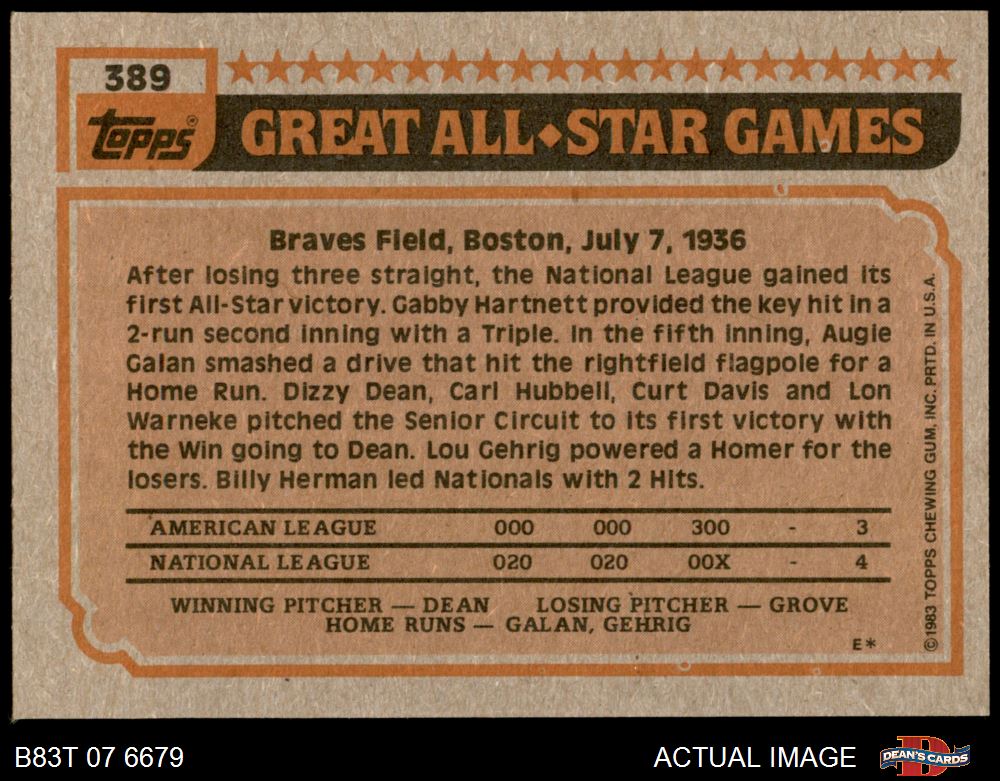 389
topps®
GREAT ALL♦STAR GAMES
Braves Field, Boston, July 7, 1936
After losing three straight, the National League gained its
first All-Star victory. Gabby Hartnett provided the key hit in a
2-run second inning with a Triple. In the fifth inning, Augie
Galan smashed a drive that hit the rightfield flagpole for a
Home Run. Dizzy Dean, Carl Hubbell, Curt Davis and Lon
Warneke pitched the Senior Circuit to its first victory with
the Win going to Dean. Lou Gehrig powered a Homer for the
losers. Billy Herman led Nationals with 2 Hits.
AMERICAN LEAGUE 000 000 300 - 3
NATIONAL LEAGUE 020 020 00X - 4
WINNING PITCHER — DEAN LOSING PITCHER — GROVE
HOME RUNS — GALAN, GEHRIG
E*
©1983 TOPPS CHEWING GUM, INC. PRTD. IN U.S.A.
B83T 07 6679
ACTUAL IMAGE
DEAN'S CARDS